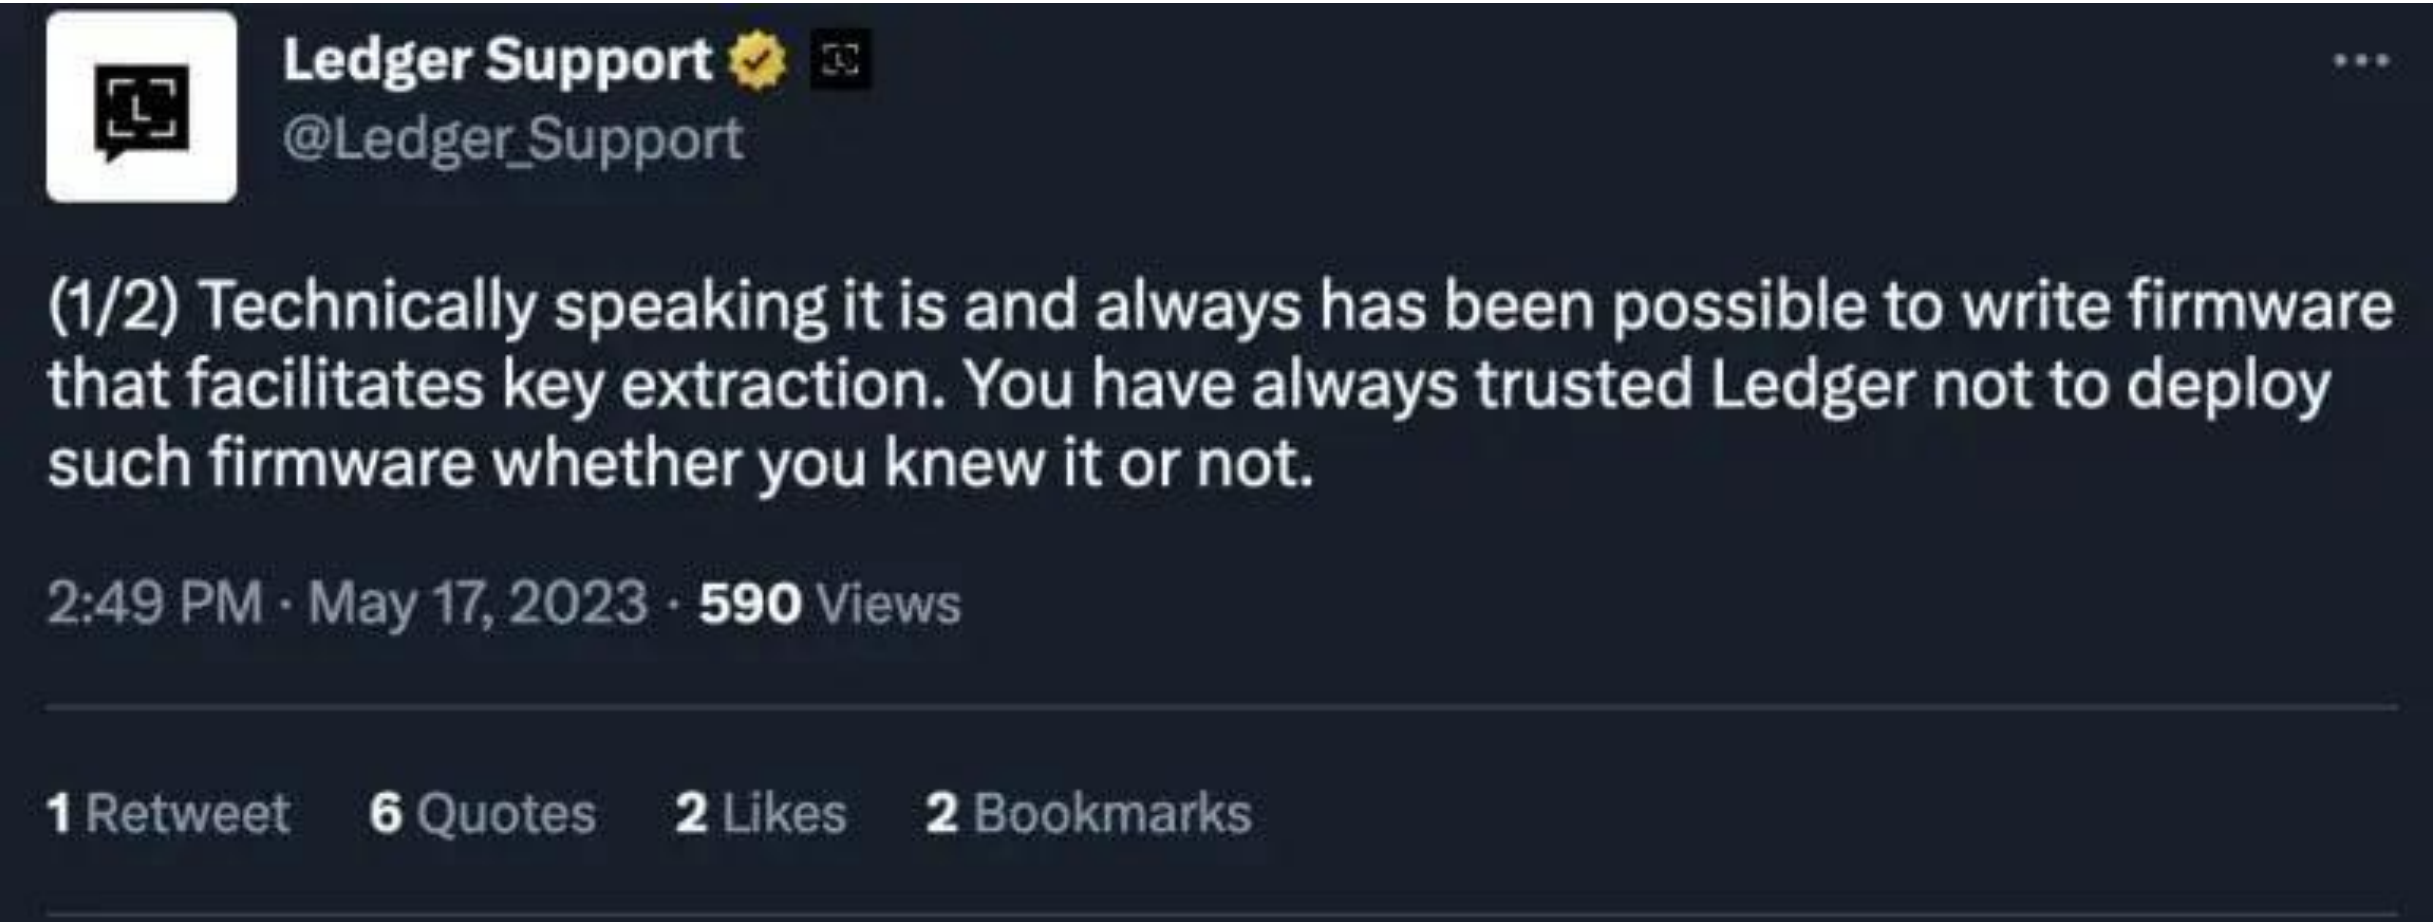 Ledger Support
@Ledger_Support
(1/2) Technically speaking it is and always has been possible to write firmware
that facilitates key extraction. You have always trusted Ledger not to deploy
such firmware whether you knew it or not.
2:49 PM · May 17, 2023 · 590 Views
1 Retweet 6 Quotes 2 Likes 2 Bookmarks